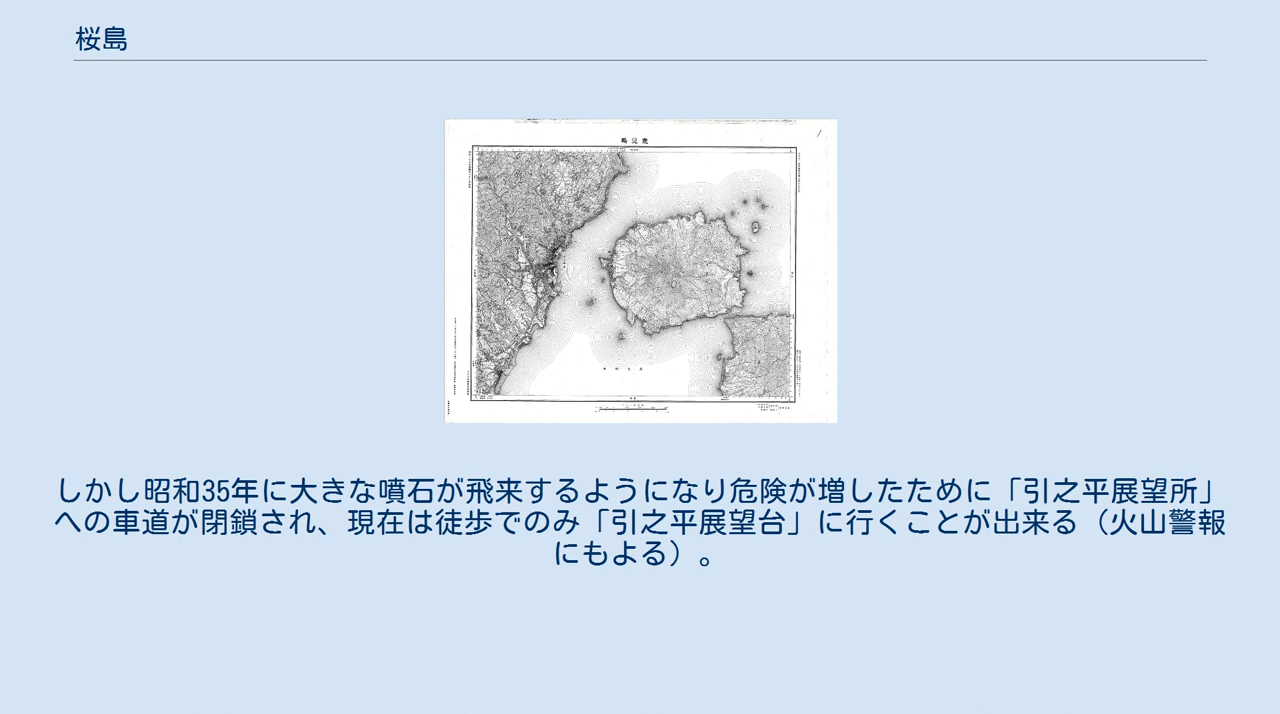 桜島
鹿児島
しかし昭和35年に大きな噴石が飛来するようになり危険が増したために「引之平展望所」
への車道が閉鎖され、現在は徒歩でのみ「引之平展望台」に行くことが出来る（火山警報
にもよる）。